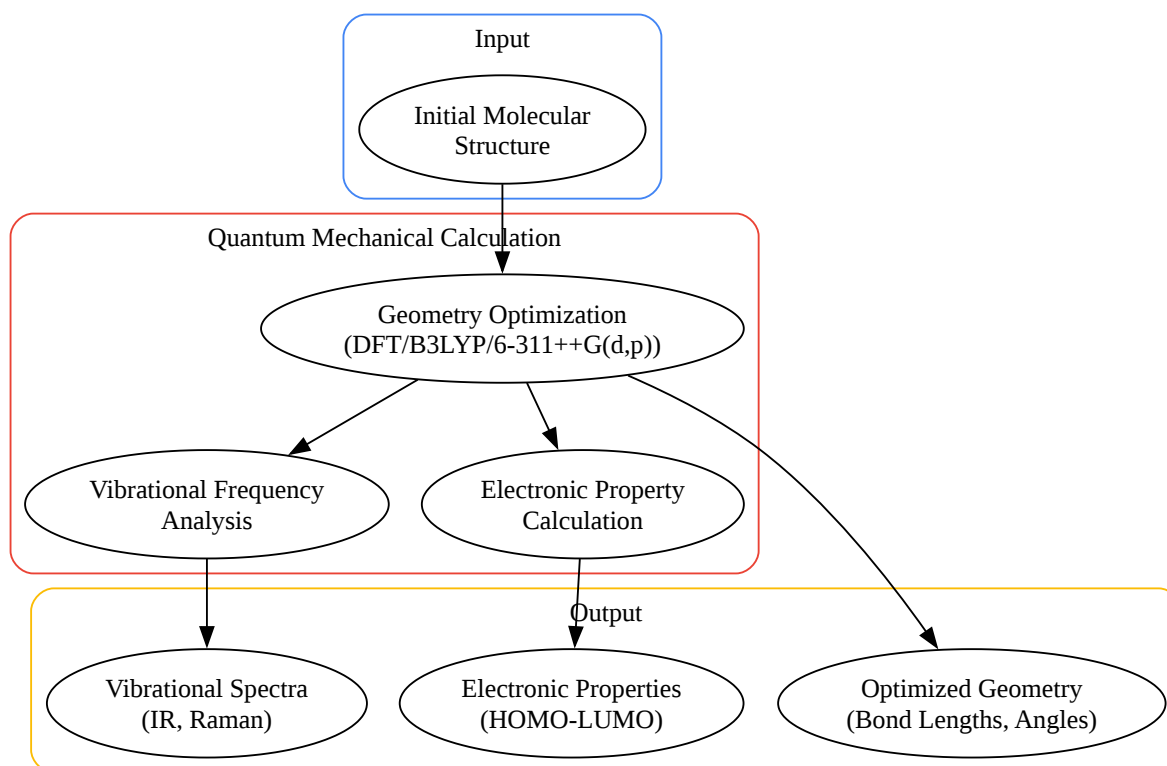 Input
Initial Molecular
Structure
Quantum Mechanical Calculation
Geometry Optimization
(DFT/B3LYP/6-311++G(d,p))
Vibrational Frequency
Analysis
Electronic Property
Calculation
Output
Vibrational Spectra
(IR, Raman)
Electronic Properties
(HOMO-LUMO)
Optimized Geometry
(Bond Lengths, Angles)